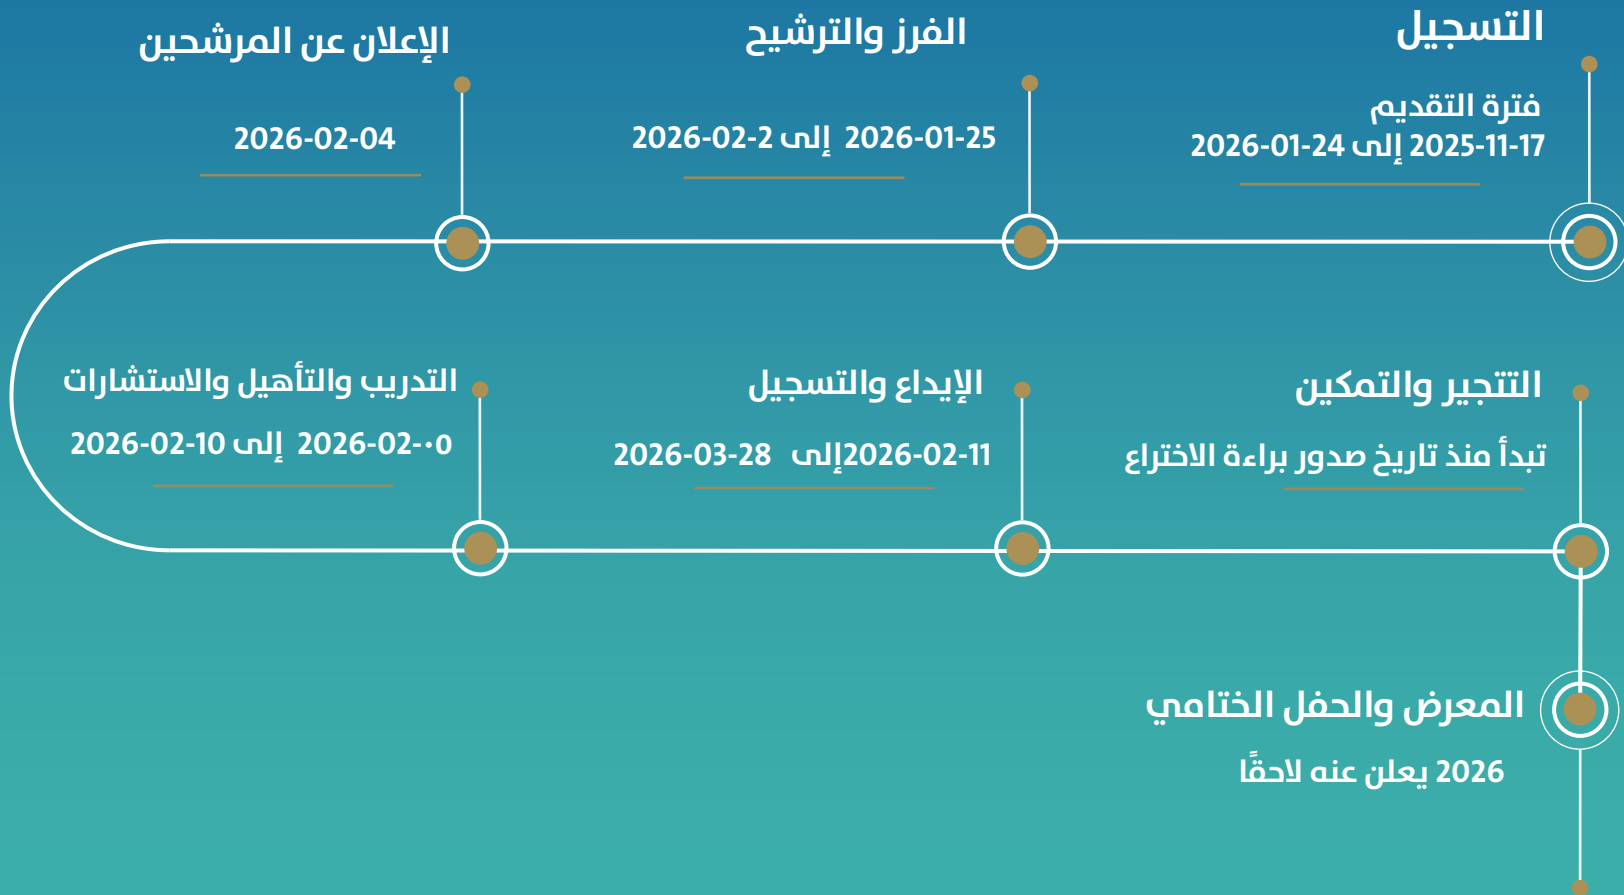 التسجيل
فترة التقديم
2025-11-17 إلى 2026-01-24
الفرز والترشيح
2026-01-25 إلى 2026-02-2
الإعلان عن المرشحين
2026-02-04
التدريب والتأهيل والاستشارات
2026-02-٠5 إلى 2026-02-10
الإيداع والتسجيل
2026-02-11إلى 2026-03-28
التتجير والتمكين
تبدأ منذ تاريخ صدور براءة الاختراع
المعرض والحفل الختامي
2026 يعلن عنه لاحقًا